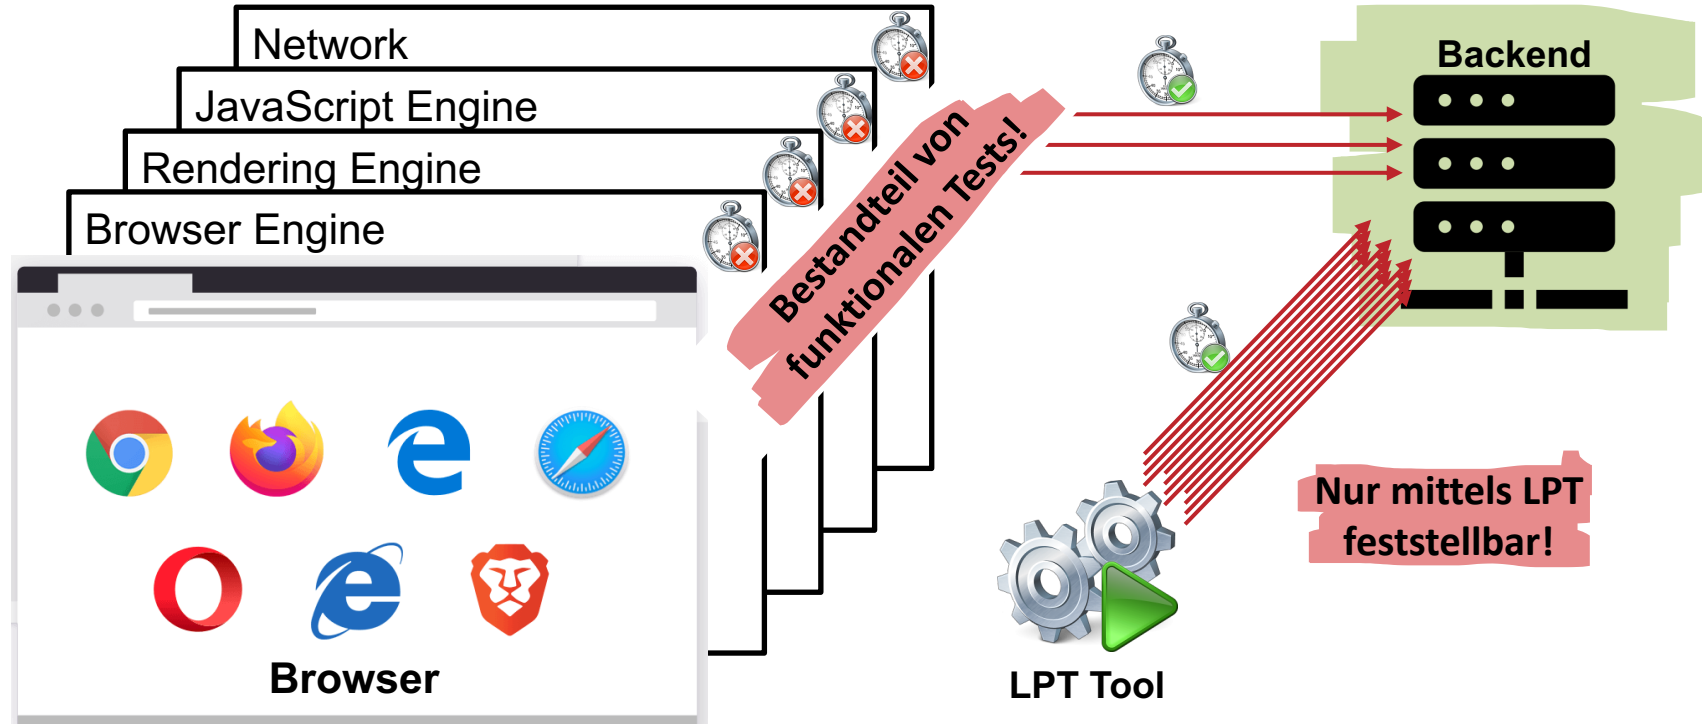 Network
JavaScript Engine
Rendering Engine
Browser Engine
Browser
Bestandteil von
funktionalen Tests!
Backend
Nur mittels LPT
feststellbar!
LPT Tool